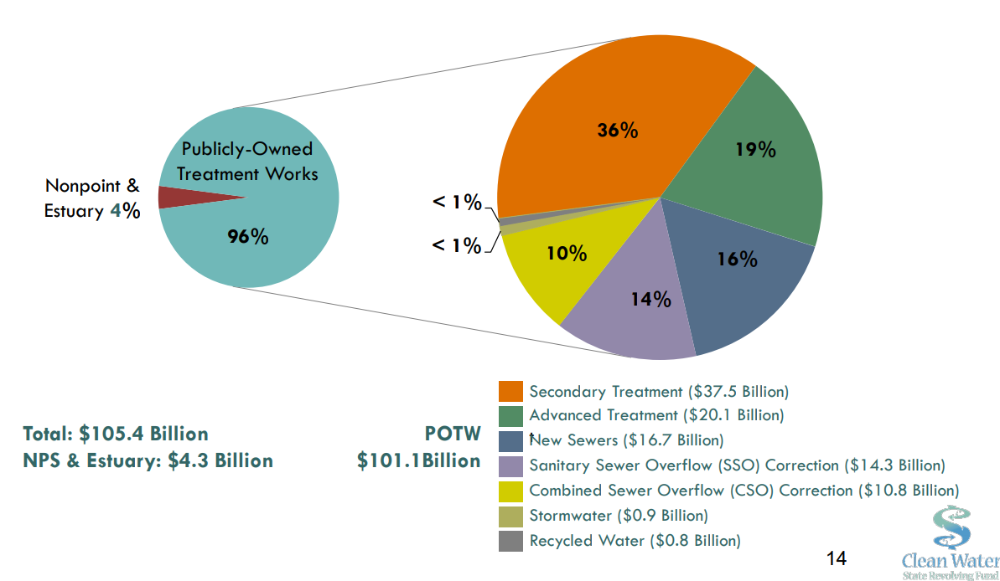 Publicly-Owned
Treatment Works
96%
Nonpoint &
Estuary 4%
36%
19%
16%
14%
10%
< 1%
< 1%
Total: $105.4 Billion
NPS & Estuary: $4.3 Billion
POTW
$101.1Billion
Secondary Treatment ($37.5 Billion)
Advanced Treatment ($20.1 Billion)
t
New Sewers ($16.7 Billion)
Sanitary Sewer Overflow (SSO) Correction ($14.3 Billion)
Combined Sewer Overflow (CSO) Correction ($10.8 Billion)
Stormwater ($0.9 Billion)
Recycled Water ($0.8 Billion)
14
Clean Water
State Revolving Fund